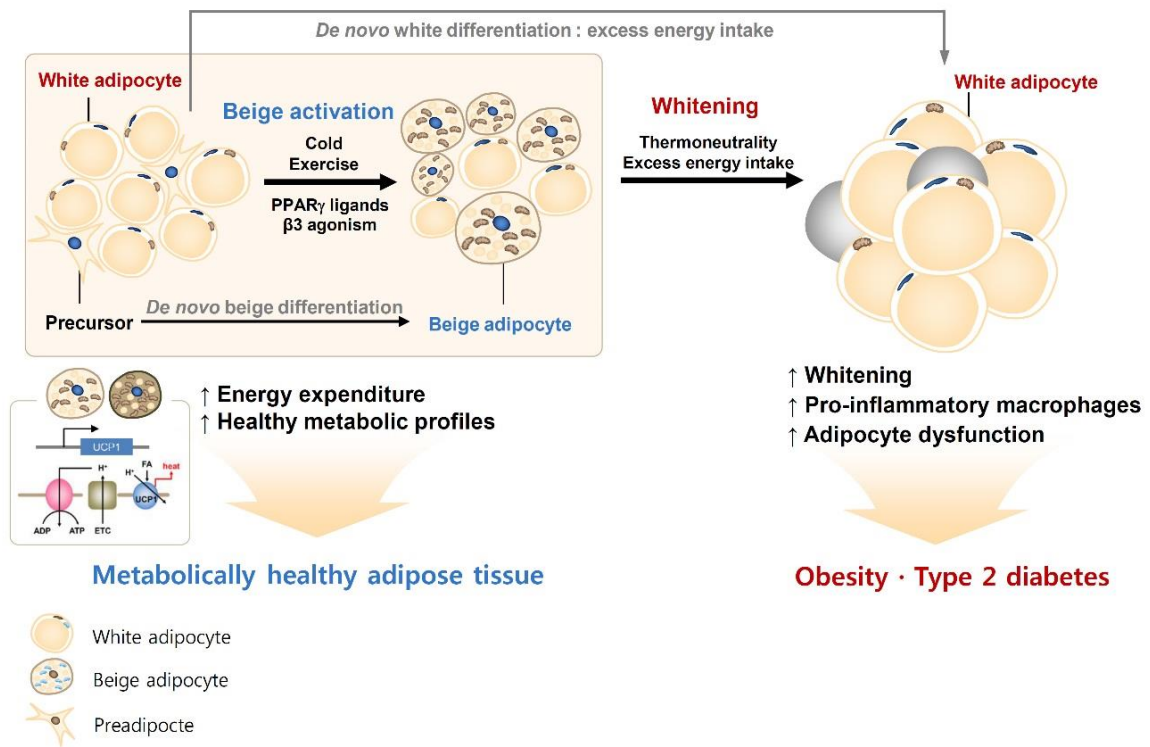 De novo white differentiation : excess energy intake
White adipocyte
Beige activation
Cold
Exercise
PPARγ ligands
β3 agonism
Whitening
Thermoneutrality
Excess energy intake
White adipocyte
Precursor
De novo beige differentiation
Beige adipocyte
↑ Energy expenditure
↑ Healthy metabolic profiles
↑ Whitening
↑ Pro-inflammatory macrophages
↑ Adipocyte dysfunction
UCP1
H+
H+
FA
heat
UCP1
ADP
ATP
ETC
Metabolically healthy adipose tissue
Obesity · Type 2 diabetes
White adipocyte
Beige adipocyte
Preadipocte